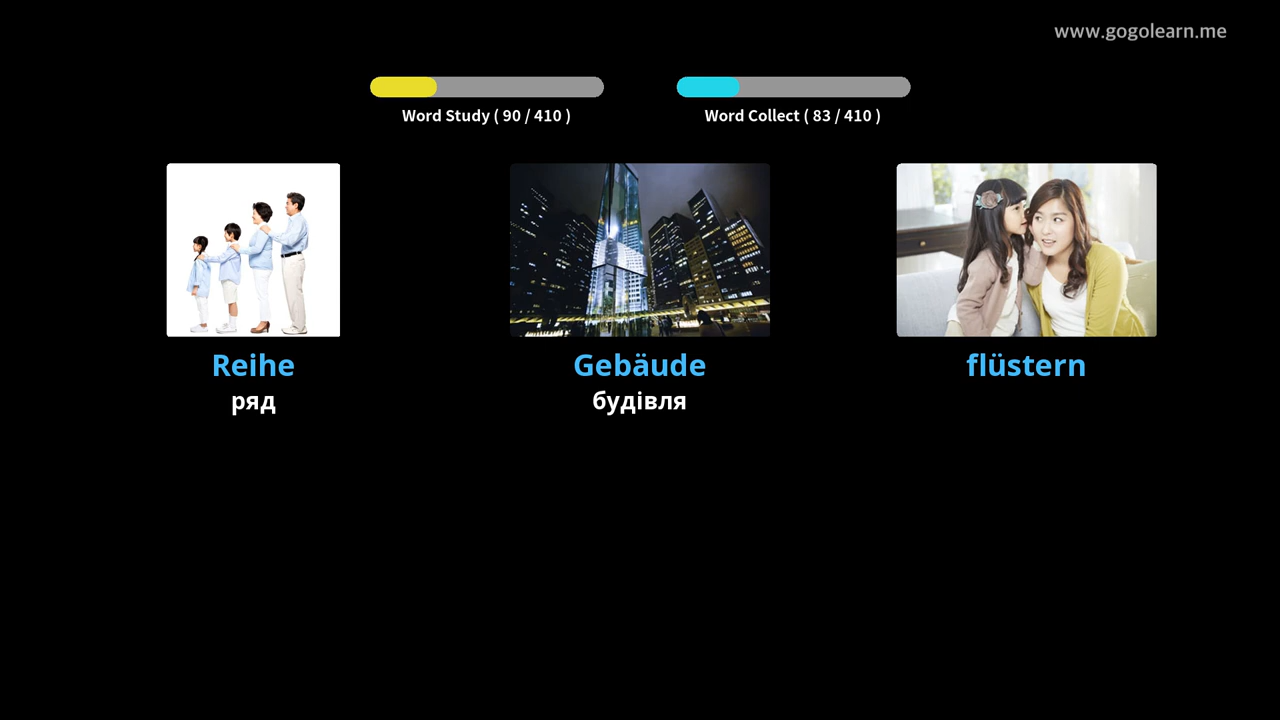 www.gogolearn.me
Word Study ( 90 / 410 )
Word Collect ( 83 / 410 )
Reihe
ряд
Gebäude
будівля
flüstern